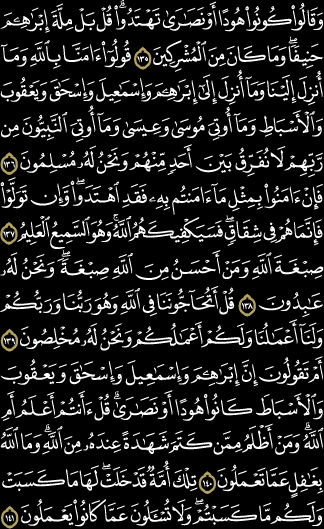 وَقَالُوا۟ كُونُوا۟ هُودًا أَوْ نَصَٰرَىٰ تَهْتَدُوا۟ ۗ قُلْ بَلْ مِلَّةَ إِبْرَٰهِۦمَ
حَنِيفًا ۖ وَمَا كَانَ مِنَ ٱلْمُشْرِكِينَ ١٣٥ قُولُوٓا۟ ءَامَنَّا بِٱللَّهِ وَمَآ
أُنزِلَ إِلَيْنَا وَمَآ أُنزِلَ إِلَىٰٓ إِبْرَٰهِۦمَ وَإِسْمَٰعِيلَ وَإِسْحَٰقَ وَيَعْقُوبَ
وَٱلْأَسْبَاطِ وَمَآ أُوتِىَ مُوسَىٰ وَعِيسَىٰ وَمَآ أُوتِىَ ٱلنَّبِيُّونَ مِن
رَّبِّهِمْ لَا نُفَرِّقُ بَيْنَ أَحَدٍ مِّنْهُمْ وَنَحْنُ لَهُۥ مُسْلِمُونَ ١٣٦
فَإِنْ ءَامَنُوا۟ بِمِثْلِ مَآ ءَامَنتُم بِهِۦ فَقَدِ ٱهْتَدَوا۟ ۖ وَّإِن تَوَلَّوْا۟
فَإِنَّمَا هُمْ فِى شِقَاقٍ ۖ فَسَيَكْفِيكَهُمُ ٱللَّهُ ۚ وَهُوَ ٱلسَّمِيعُ ٱلْعَلِيمُ ١٣٧
صِبْغَةَ ٱللَّهِ ۖ وَمَنْ أَحْسَنُ مِنَ ٱللَّهِ صِبْغَةً ۖ وَنَحْنُ لَهُۥ
عَٰبِدُونَ ١٣٨ قُلْ أَتُحَآجُّونَنَا فِى ٱللَّهِ وَهُوَ رَبُّنَا وَرَبُّكُمْ
وَلَنَآ أَعْمَٰلُنَا وَلَكُمْ أَعْمَٰلُكُمْ وَنَحْنُ لَهُۥ مُخْلِصُونَ ١٣٩
أَمْ تَقُولُونَ إِنَّ إِبْرَٰهِۦمَ وَإِسْمَٰعِيلَ وَإِسْحَٰقَ وَيَعْقُوبَ
وَٱلْأَسْبَاطَ كَانُوا۟ هُودًا أَوْ نَصَٰرَىٰ ۗ قُلْ ءَأَنتُمْ أَعْلَمُ أَمِ
ٱللَّهُ ۗ وَمَنْ أَظْلَمُ مِمَّن كَتَمَ شَهَٰدَةً عِندَهُۥ مِنَ ٱللَّهِ ۗ وَمَا ٱللَّهُ
بِغَٰفِلٍ عَمَّا تَعْمَلُونَ ١٤٠ تِلْكَ أُمَّةٌ قَدْ خَلَتْ ۖ لَهَا مَا كَسَبَتْ
وَلَكُم مَّا كَسَبْتُمْ ۖ وَلَا تُسْـَٔلُونَ عَمَّا كَانُوا۟ يَعْمَلُونَ ١٤١